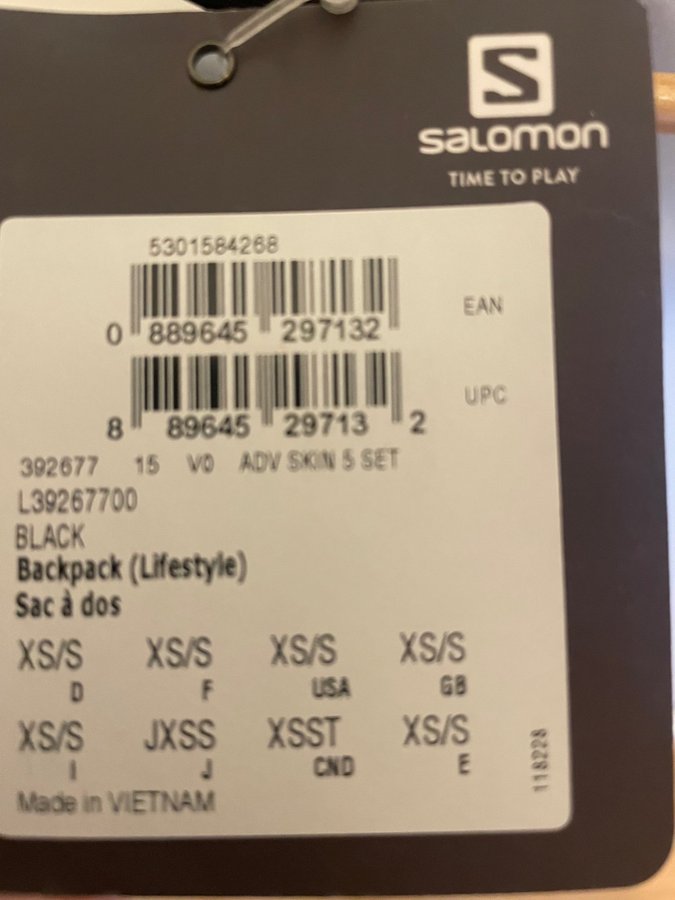 SALOMON
TIME TO PLAY
5301584268
EAN
0 889645 297132
UPC
8 89645 29713 2
392677 15 V0 ADV SKIN 5 SET
L39267700
BLACK
Backpack (Lifestyle)
Sac à dos
XS/S XS/S XS/S XS/S
D F USA GB
XS/S JXSS XSST XS/S
I J CND E
Made in VIETNAM
118228